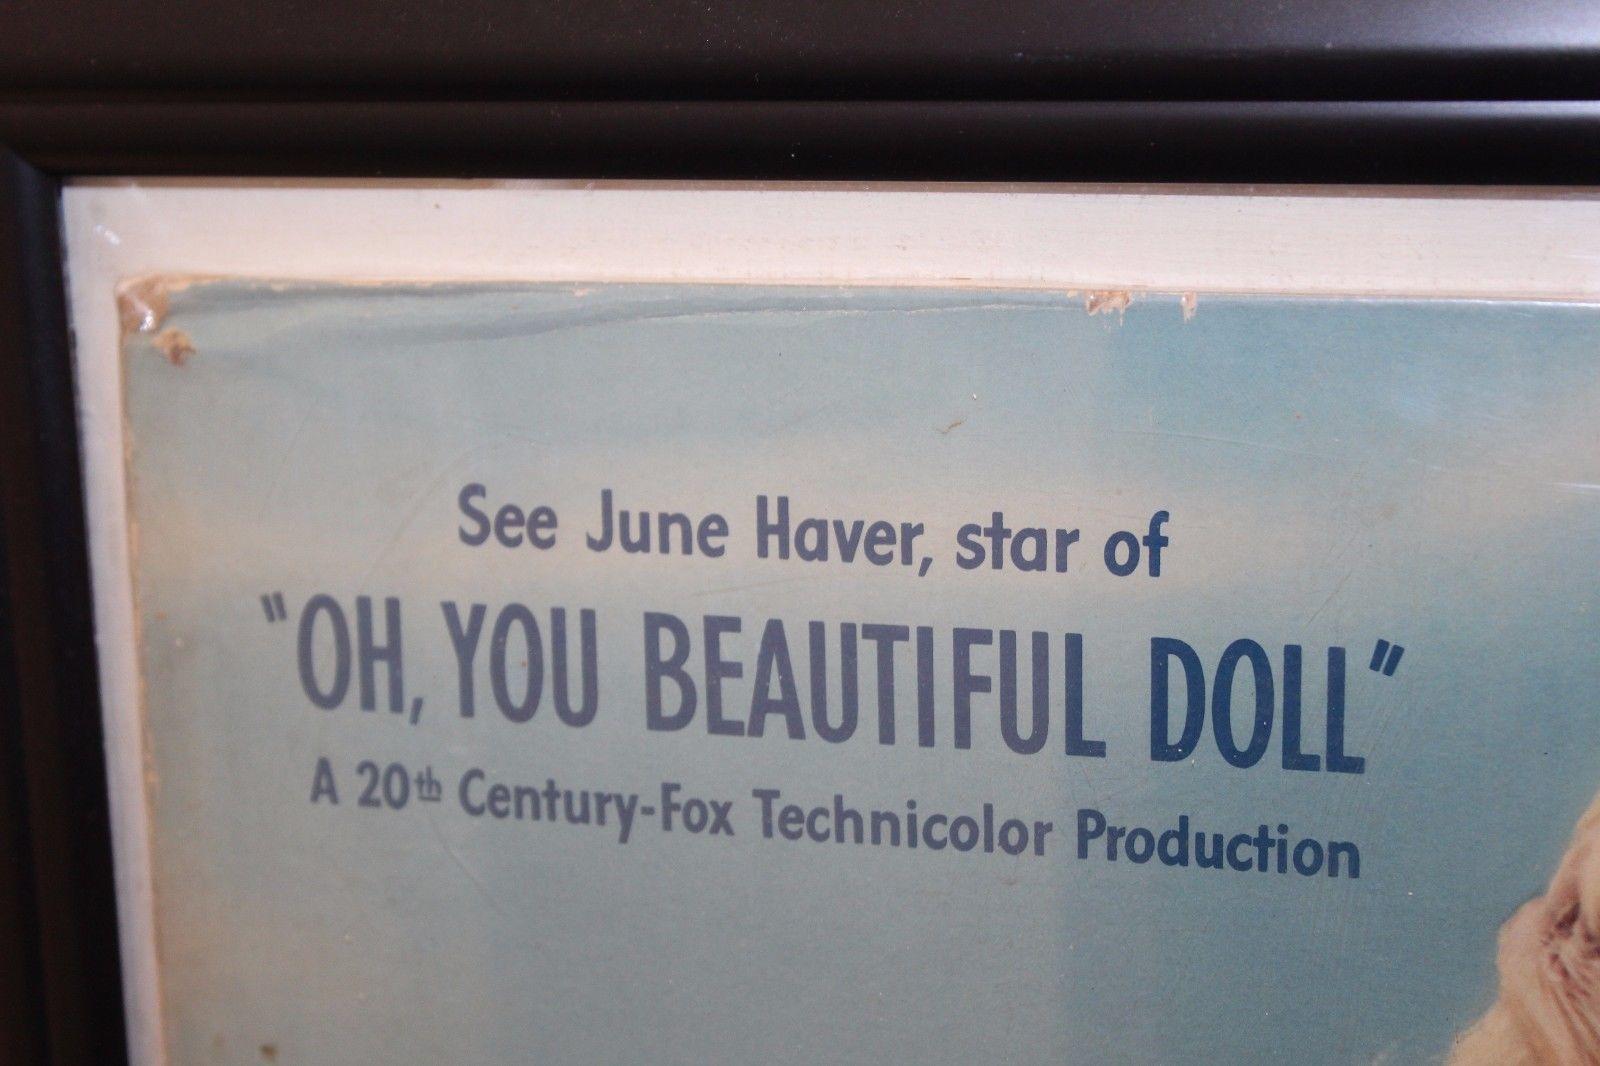 See June Haver, star of
"OH, YOU BEAUTIFUL DOLL"
A 20th Century-Fox Technicolor Production